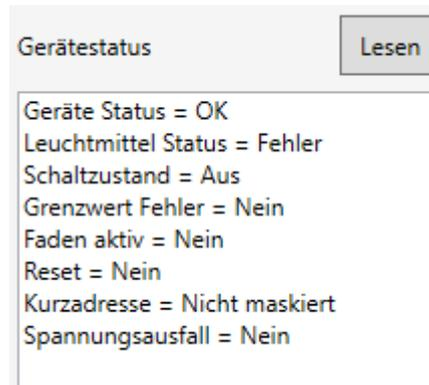 Gerätestatus
Lesen
Geräte Status = OK
Leuchtmittel Status = Fehler
Schaltzustand = Aus
Grenzwert Fehler = Nein
Faden aktiv = Nein
Reset = Nein
Kurzadresse = Nicht maskiert
Spannungsausfall = Nein